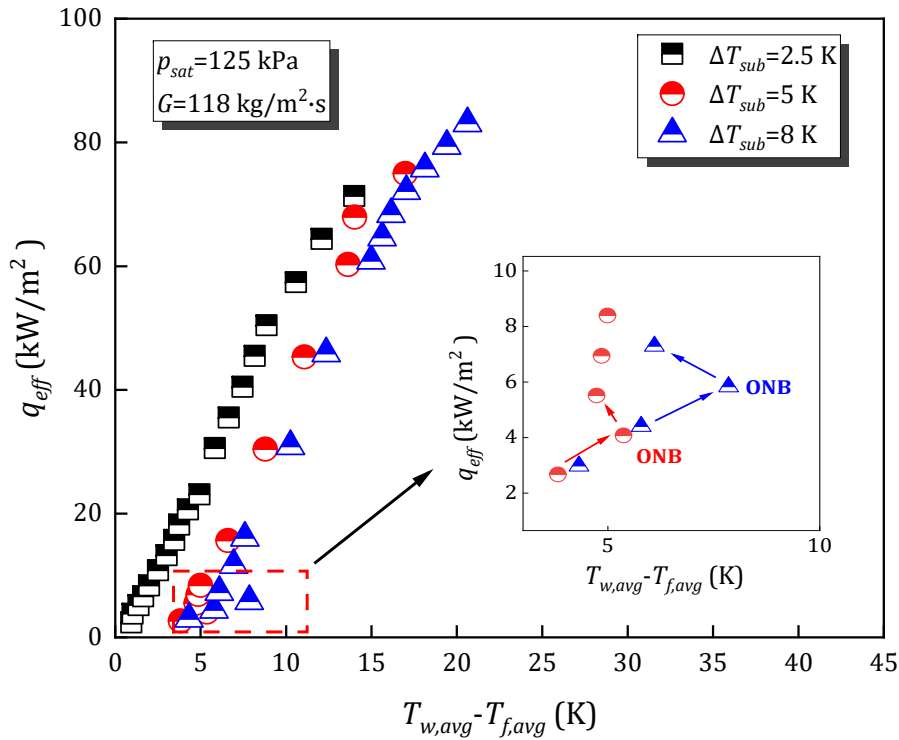 100
80
60
40
20
0
q_eff (kW/m²)
p_sat=125 kPa
G=118 kg/m²·s
ΔT_sub=2.5 K
ΔT_sub=5 K
ΔT_sub=8 K
10
8
6
4
2
q_eff (kW/m²)
ONB
ONB
5
10
T_w,avg-T_f,avg (K)
0
5
10
15
20
25
30
35
40
45
T_w,avg-T_f,avg (K)